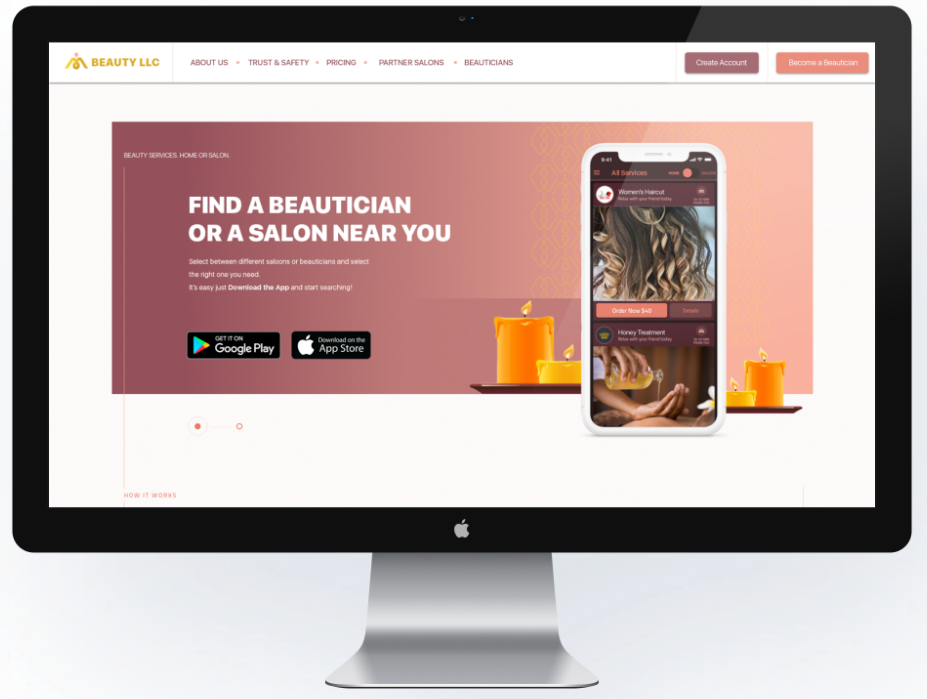 BEAUTY LLC
ABOUT US
TRUST & SAFETY
PRICING
PARTNER SALONS
BEAUTICIANS
Create Account
Become a Beautician
BEAUTY SERVICES. HOME OR SALON.
FIND A BEAUTICIAN
OR A SALON NEAR YOU
Select between different saloons or beauticians and select
the right one you need.
It's easy just Download the App and start searching!
GET IT ON
Google Play
Download on the
App Store
9:41
All Services
HOME
Women's Haircut
Relax with your friend today
Order Now $40
Details
Honey Treatment
Relax with your friend today
HOW IT WORKS